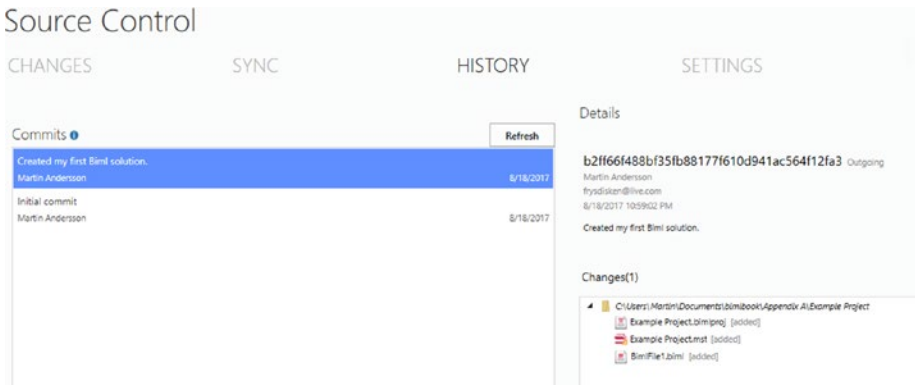 Source Control
CHANGES SYNC HISTORY SETTINGS
Commits
Refresh
Created my first Biml solution.
Martin Andersson 8/18/2017
Initial commit
Martin Andersson 8/18/2017
Details
b2ff66f488bf35fb88177f610d941ac564f12fa3 Outgoing
Martin Andersson
frysdisken@live.com
8/18/2017 10:59:02 PM
Created my first Biml solution.
Changes(1)
C:\Users\Martin\Documents\bimlbook\Appendix A\Example Project
Example Project.bimlproj [added]
Example Project.mst [added]
BimlFile1.biml [added]